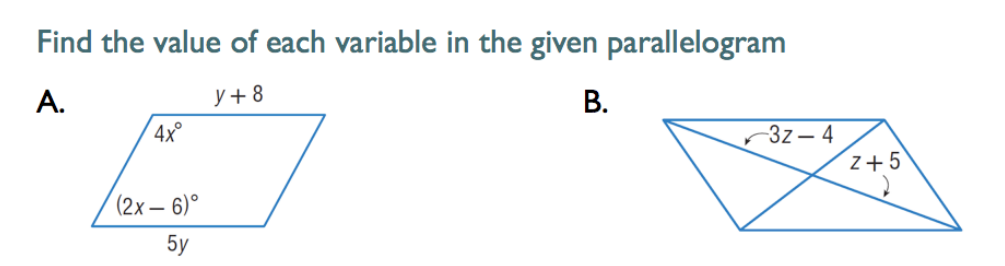 Find the value of each variable in the given parallelogram
A.
y + 8
4x°
(2x – 6)°
5y
B.
3z – 4
z + 5